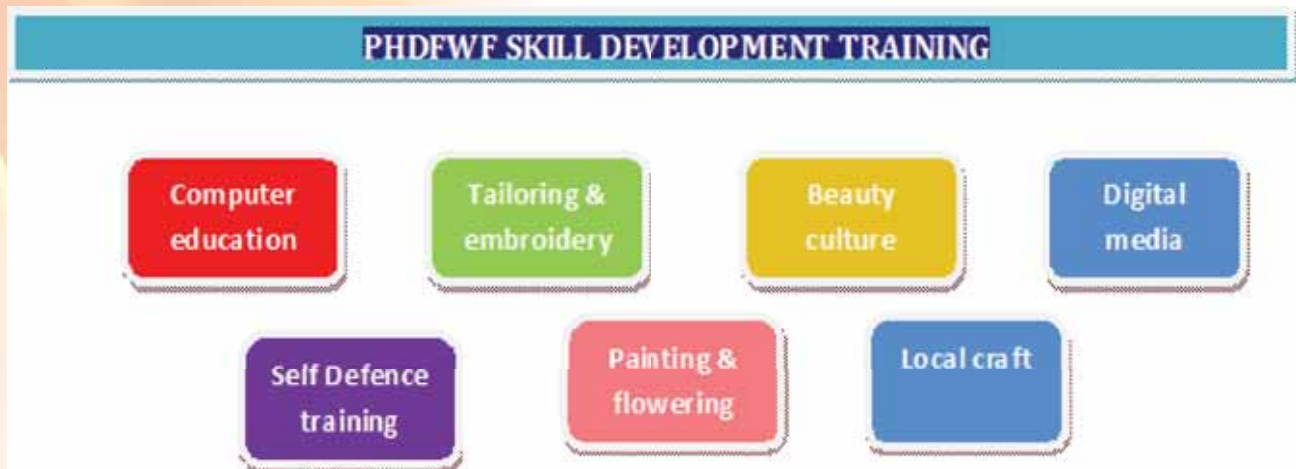 PHDFWF SKILL DEVELOPMENT TRAINING
Computer
education
Tailoring &
embroidery
Beauty
culture
Digital
media
Self Defence
training
Painting &
flowering
Local craft